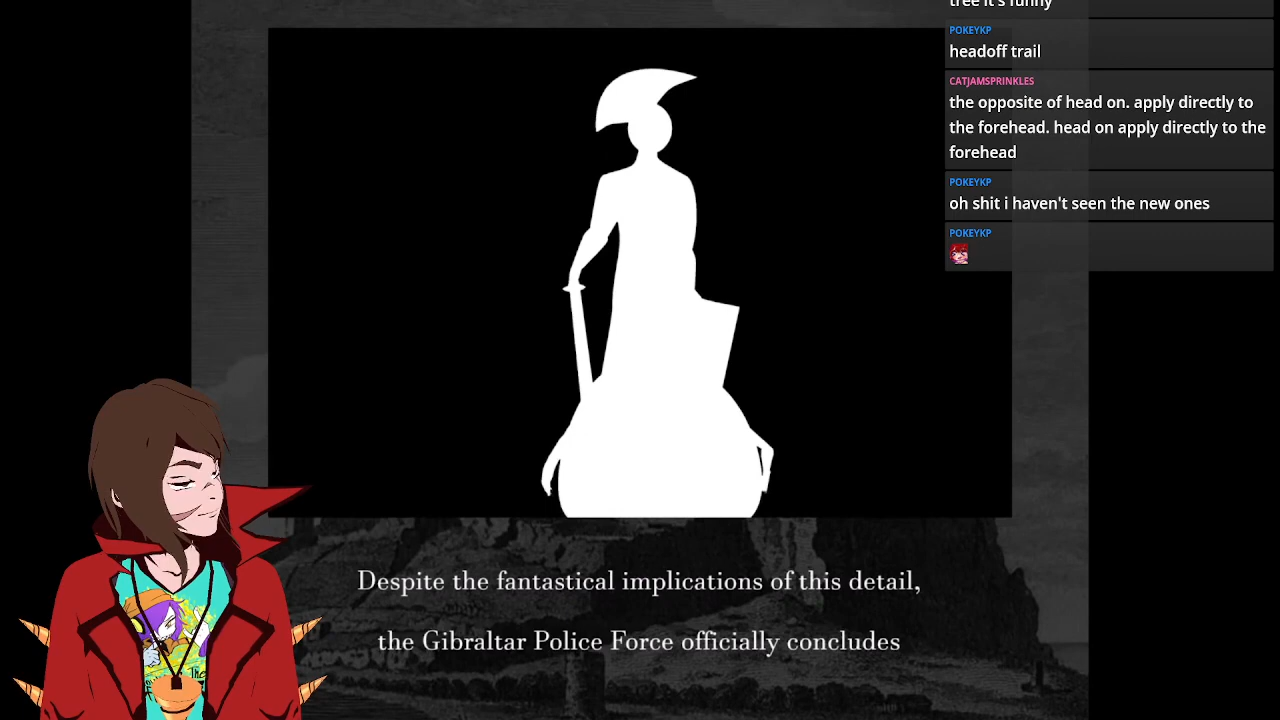 tree it's funny
POKEYKP
headoff trail
CATJAMSPRINKLES
the opposite of head on. apply directly to
the forehead. head on apply directly to the
forehead
POKEYKP
oh shit i haven't seen the new ones
POKEYKP
Despite the fantastical implications of this detail,
the Gibraltar Police Force officially concludes